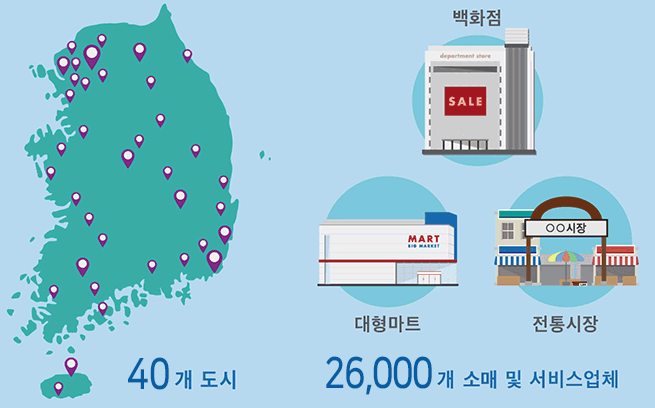 백화점
department store
SALE
MART
BIG MARKET
○○시장
대형마트
전통시장
40개 도시
26,000개 소매 및 서비스업체